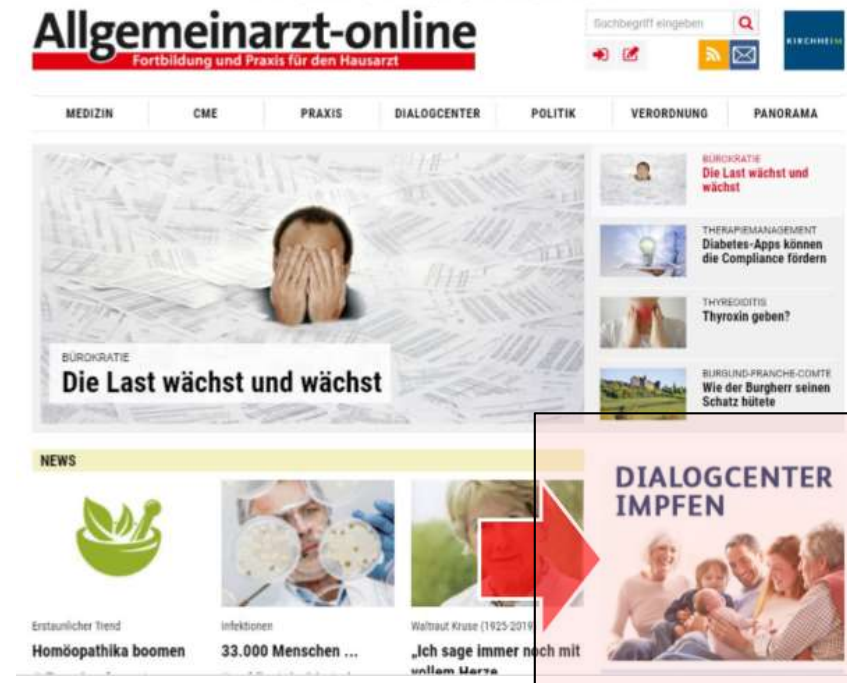 Allgemeinarzt-online
Fortbildung und Praxis für den Hausarzt
Suchbegriff eingeben
KIRCHHEIM
MEDIZIN CME PRAXIS DIALOGCENTER POLITIK VERORDNUNG PANORAMA
BÜROKRATIE
Die Last wächst und wächst
BÜROKRATIE
Die Last wächst und
wächst
THERAPIEMANAGEMENT
Diabetes-Apps können
die Compliance fördern
THYREOIDITIS
Thyroxin geben?
BURGUND-FRANCHE-COMTE
Wie der Burgherr seinen
Schatz hütete
NEWS
Erstaunlicher Trend
Homöopathika boomen
Infektionen
33.000 Menschen ...
Waltraut Kruse (1925-2019)
„Ich sage immer noch mit
vollem Herze
DIALOGCENTER
IMPFEN